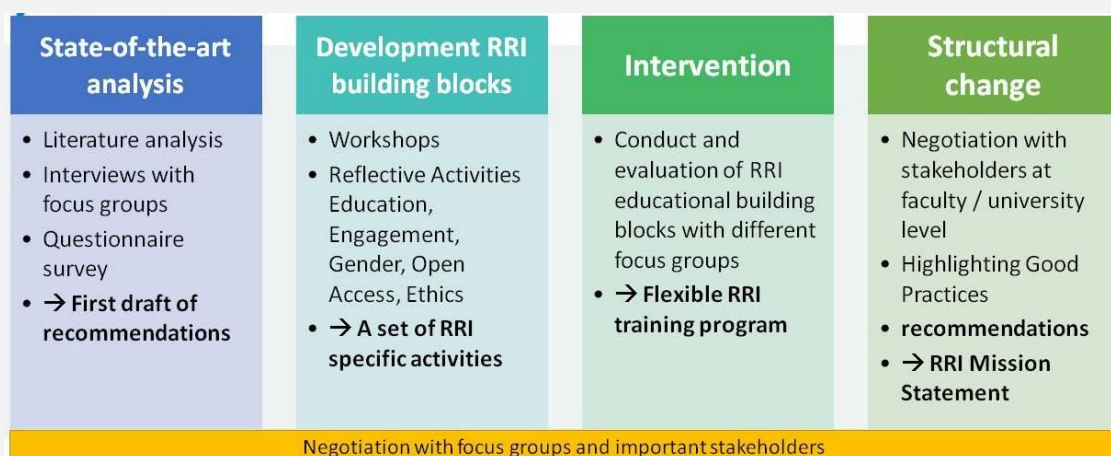 State-of-the-art
analysis
• Literature analysis
• Interviews with
focus groups
• Questionnaire
survey
• → First draft of
recommendations
Development RRI
building blocks
• Workshops
• Reflective Activities
Education,
Engagement,
Gender, Open
Access, Ethics
• → A set of RRI
specific activities
Intervention
• Conduct and
evaluation of RRI
educational building
blocks with different
focus groups
• → Flexible RRI
training program
Structural
change
• Negotiation with
stakeholders at
faculty / university
level
• Highlighting Good
Practices
• recommendations
• → RRI Mission
Statement
Negotiation with focus groups and important stakeholders